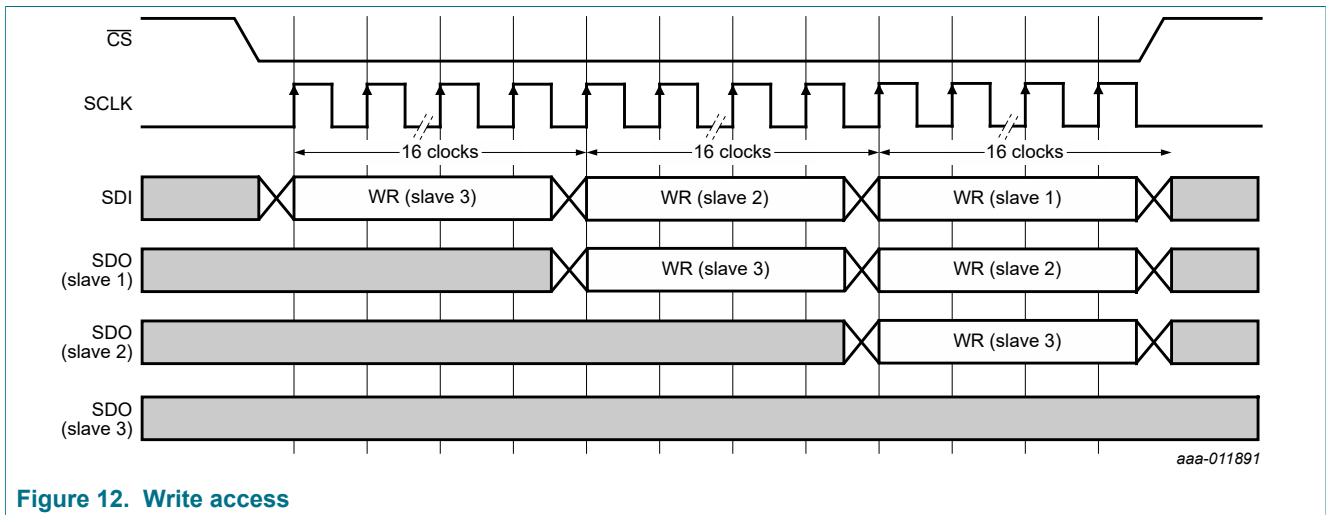 CS
SCLK
16 clocks 16 clocks 16 clocks
SDI WR (slave 3) WR (slave 2) WR (slave 1)
SDO
(slave 1) WR (slave 3) WR (slave 2)
SDO
(slave 2) WR (slave 3)
SDO
(slave 3)
aaa-011891
Figure 12. Write access